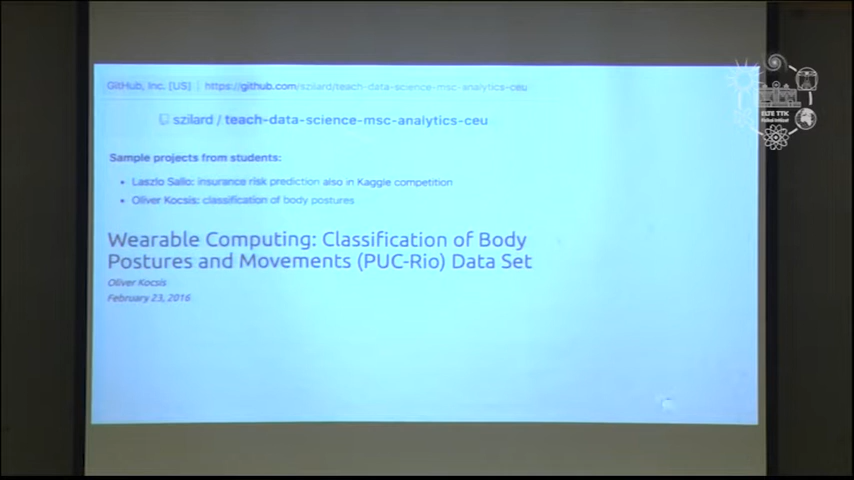 GitHub, Inc. [US] | https://github.com/szilard/teach-data-science-msc-analytics-ceu
szilard / teach-data-science-msc-analytics-ceu
Sample projects from students:
• Laszlo Sallo: insurance risk prediction also in Kaggle competition
• Oliver Kocsis: classification of body postures
Wearable Computing: Classification of Body
Postures and Movements (PUC-Rio) Data Set
Oliver Kocsis
February 23, 2016
ELTE TTK